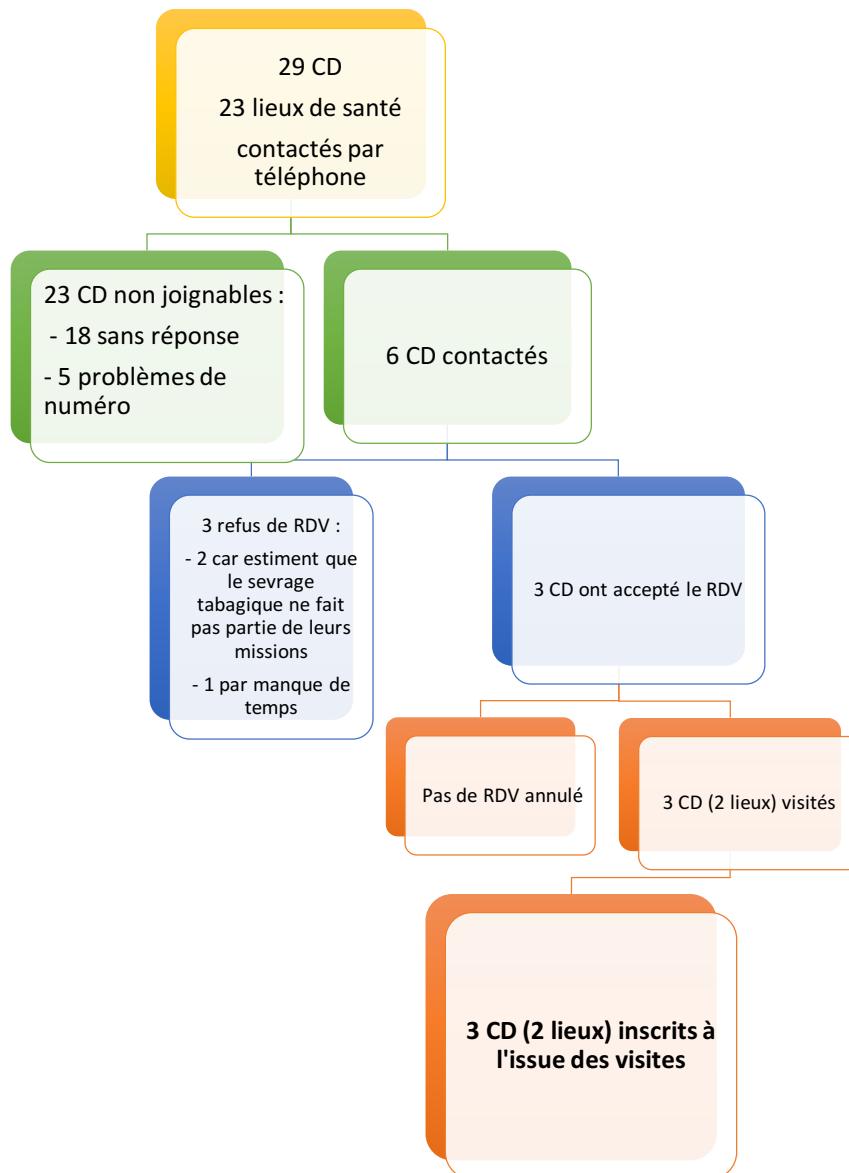 29 CD
23 lieux de santé
contactés par
téléphone
23 CD non joignables :
- 18 sans réponse
- 5 problèmes de
numéro
6 CD contactés
3 refus de RDV :
- 2 car estiment que
le sevrage
tabagique ne fait
pas partie de leurs
missions
- 1 par manque de
temps
3 CD ont accepté le RDV
Pas de RDV annulé
3 CD (2 lieux) visités
3 CD (2 lieux) inscrits à
l'issue des visites